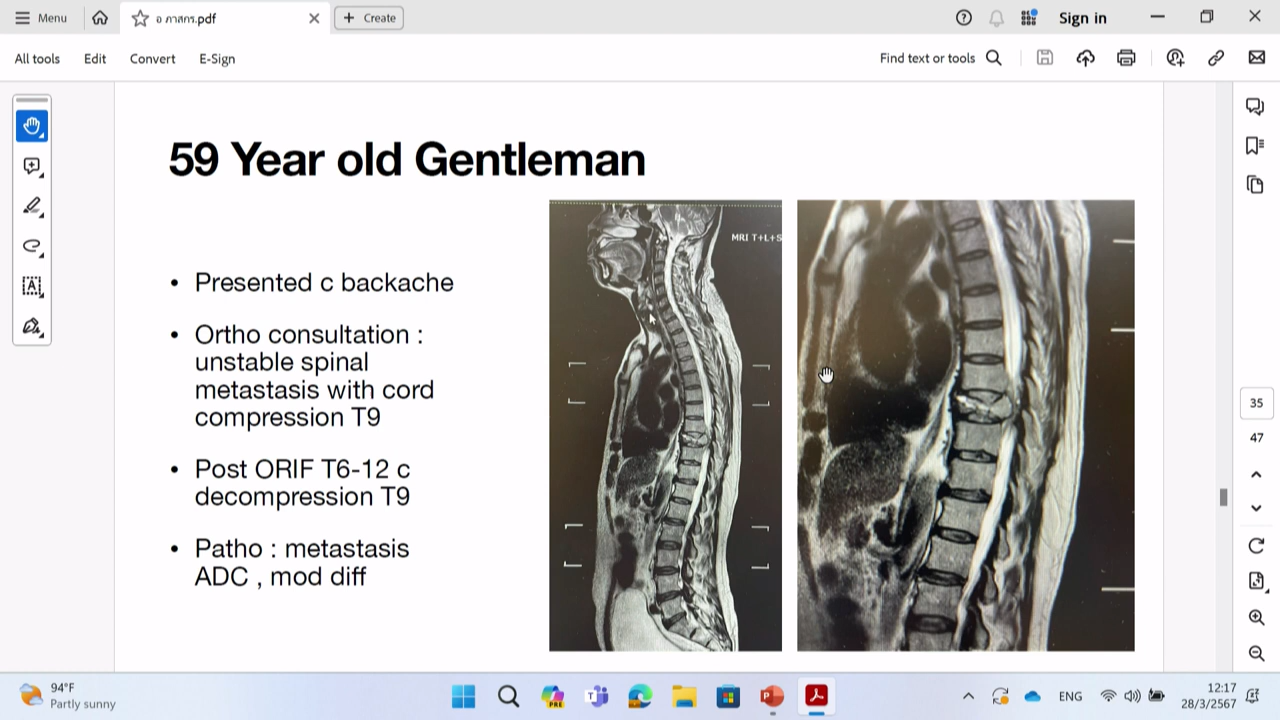 Menu
อ ภาสกร.pdf
Create
Sign in
All tools
Edit
Convert
E-Sign
Find text or tools
59 Year old Gentleman
• Presented c backache
• Ortho consultation :
unstable spinal
metastasis with cord
compression T9
• Post ORIF T6-12 c
decompression T9
• Patho : metastasis
ADC , mod diff
MRI T+L+S
35
47
94°F
Partly sunny
PRE
ENG
12:17
28/3/2567